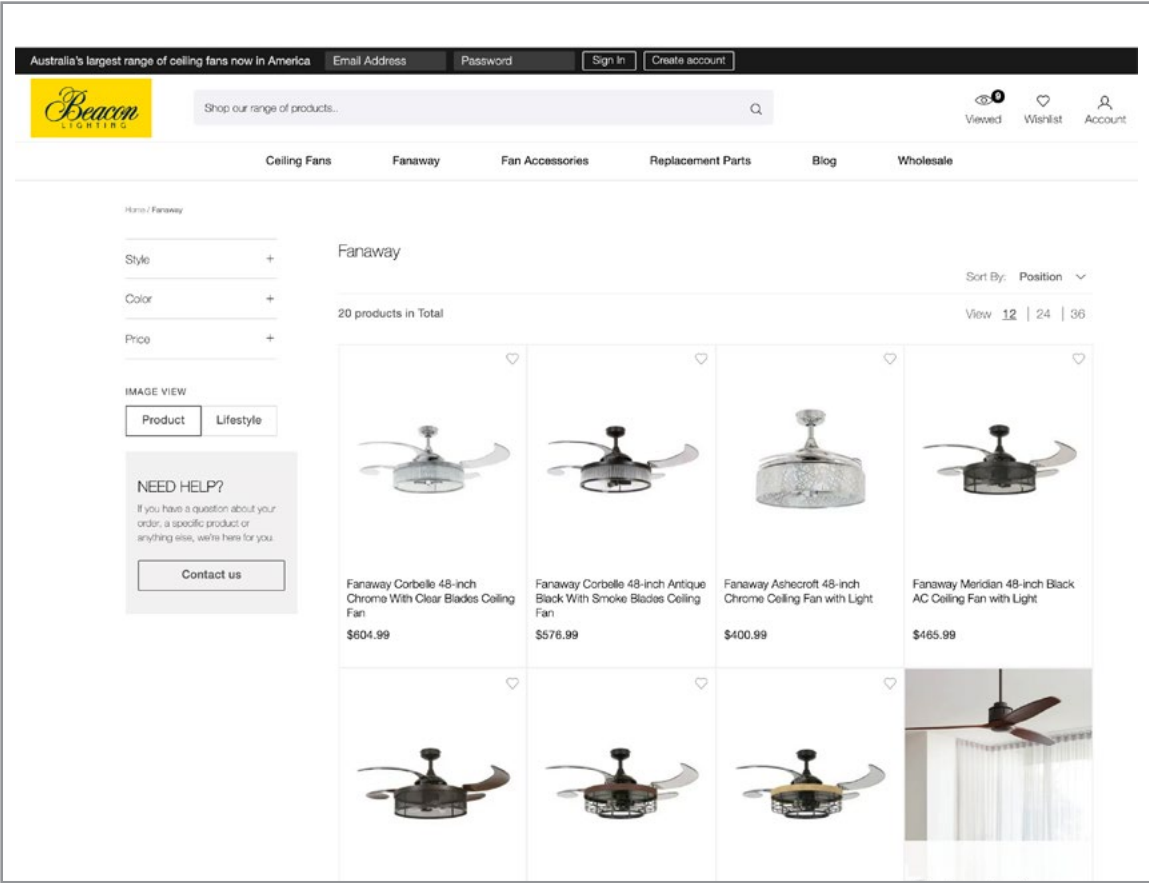 Australia's largest range of ceiling fans now in America Email Address Password Sign In Create account
Beacon
LIGHTING
Shop our range of products..
9
Viewed Wishlist Account
Ceiling Fans Fanaway Fan Accessories Replacement Parts Blog Wholesale
Home / Fanaway
Style +
Color +
Price +
IMAGE VIEW
Product Lifestyle
NEED HELP?
If you have a question about your
order, a specific product or
anything else, we're here for you.
Contact us
Fanaway
Sort By: Position
20 products in Total
View 12 | 24 | 36
Fanaway Corbelle 48-inch
Chrome With Clear Blades Ceiling
Fan
$604.99
Fanaway Corbelle 48-inch Antique
Black With Smoke Blades Ceiling
Fan
$576.99
Fanaway Ashecroft 48-inch
Chrome Ceiling Fan with Light
$400.99
Fanaway Meridian 48-inch Black
AC Ceiling Fan with Light
$465.99